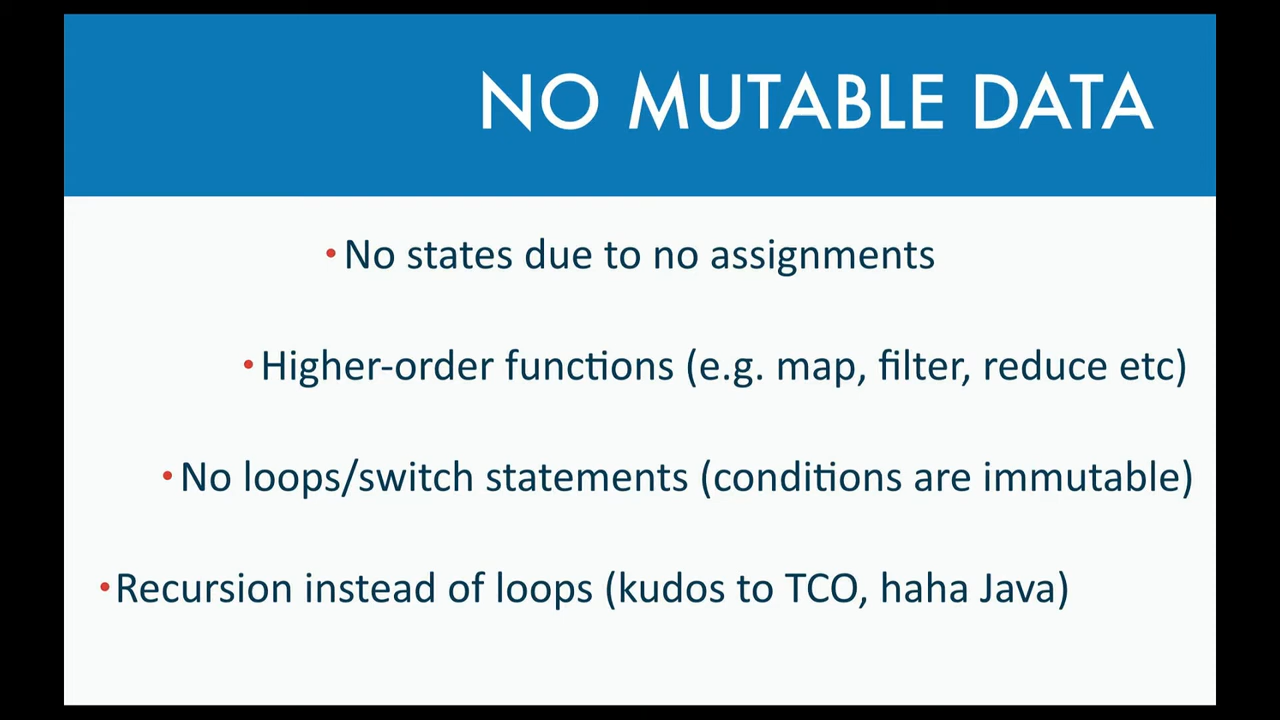 NO MUTABLE DATA
• No states due to no assignments
• Higher-order functions (e.g. map, filter, reduce etc)
• No loops/switch statements (conditions are immutable)
• Recursion instead of loops (kudos to TCO, haha Java)